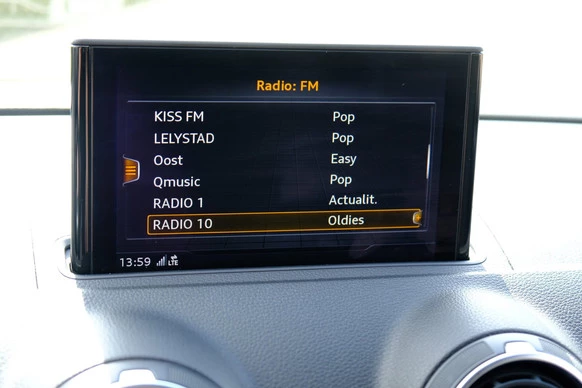 Radio: FM
KISS FM Pop
LELYSTAD Pop
Oost Easy
Qmusic Pop
RADIO 1 Actualit.
RADIO 10 Oldies
13:59 LTE